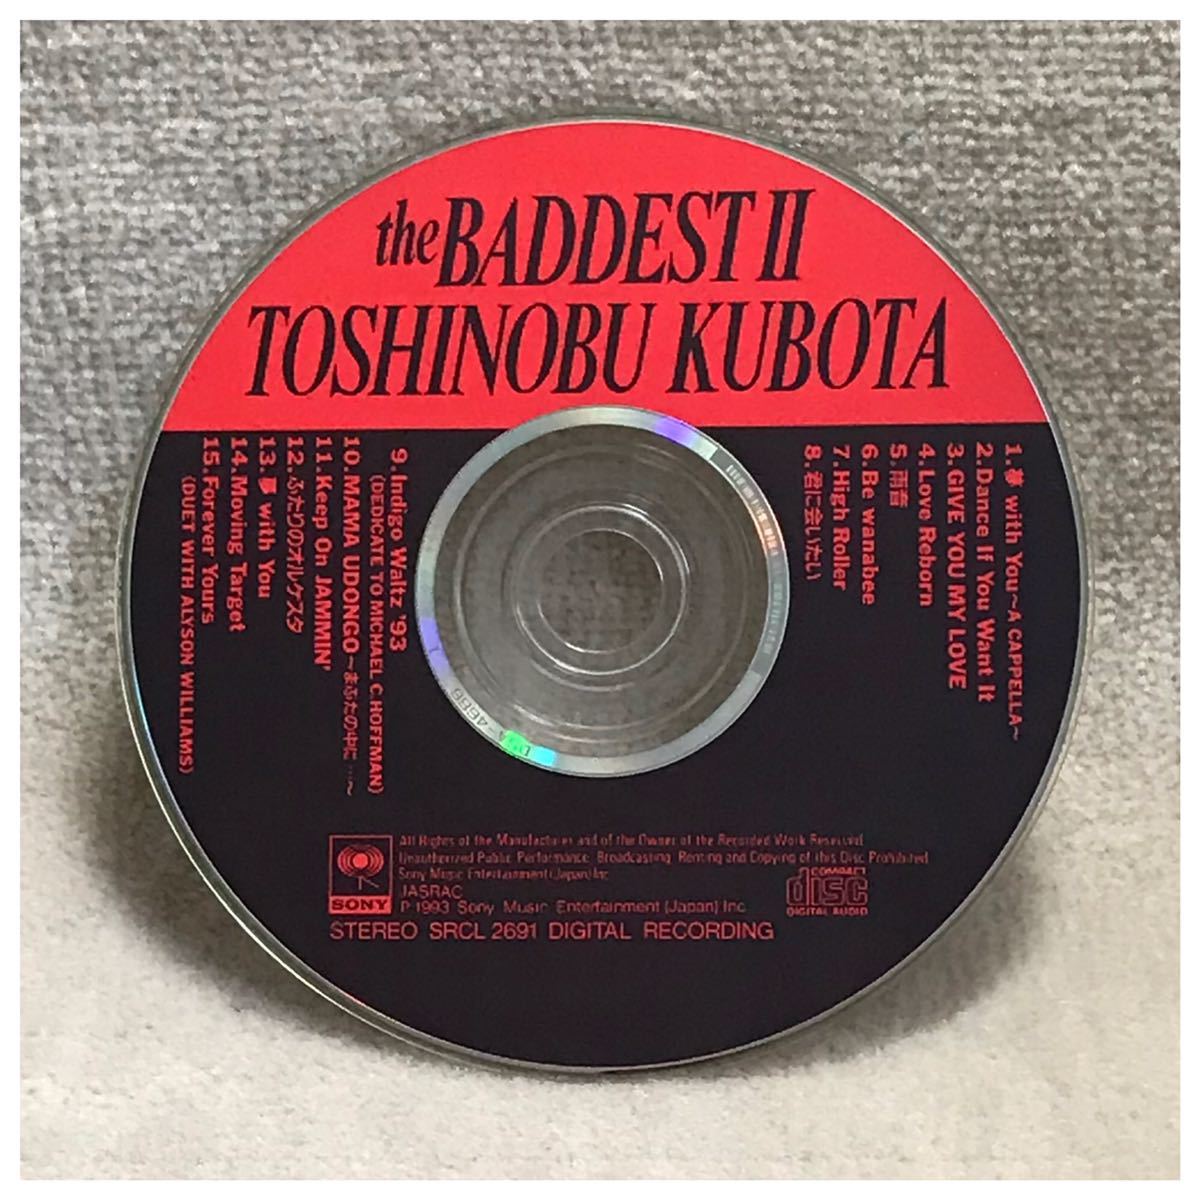 the BADDEST II
TOSHINOBU KUBOTA
1.夢 with You~A CAPPELLA~
2.Dance If You Want It
3.GIVE YOU MY LOVE
4.Love Reborn
5.雨音
6.Be wanabee
7.High Roller
8.君に会いたい
9.Indigo Waltz '93
(DEDICATE TO MICHAEL C.HOFFMAN)
10.MAMA UDONGO~まぶたの中に…~
11.Keep On JAMMIN'
12.ふたりのオルケスタ
13.夢 with You
14.Moving Target
15.Forever Yours
(DUET WITH ALYSON WILLIAMS)
All Rights of the Manufacturer and of the Owner of the Recorded Work Reserved.
Unauthorized Public Performance, Broadcasting, Renting and Copying of this Disc Prohibited.
Sony Music Entertainment (Japan) Inc.
JASRAC
P 1993 Sony Music Entertainment (Japan) Inc.
SONY
COMPACT
disc
DIGITAL AUDIO
STEREO SRCL 2691 DIGITAL RECORDING